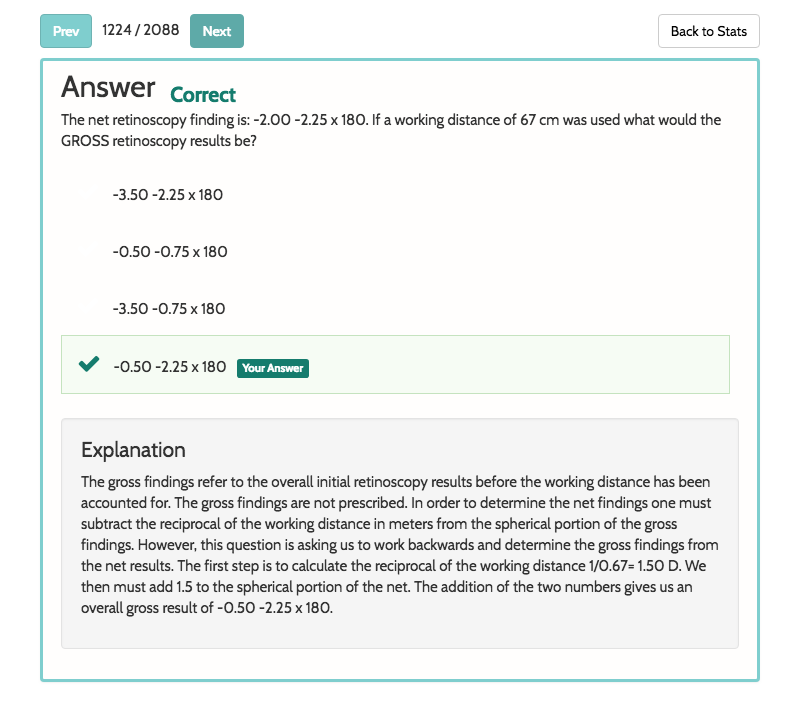 Prev 1224 / 2088 Next Back to Stats
Answer Correct
The net retinoscopy finding is: -2.00 -2.25 x 180. If a working distance of 67 cm was used what would the
GROSS retinoscopy results be?
-3.50 -2.25 x 180
-0.50 -0.75 x 180
-3.50 -0.75 x 180
-0.50 -2.25 x 180 Your Answer
Explanation
The gross findings refer to the overall initial retinoscopy results before the working distance has been
accounted for. The gross findings are not prescribed. In order to determine the net findings one must
subtract the reciprocal of the working distance in meters from the spherical portion of the gross
findings. However, this question is asking us to work backwards and determine the gross findings from
the net results. The first step is to calculate the reciprocal of the working distance 1/0.67= 1.50 D. We
then must add 1.5 to the spherical portion of the net. The addition of the two numbers gives us an
overall gross result of -0.50 -2.25 x 180.